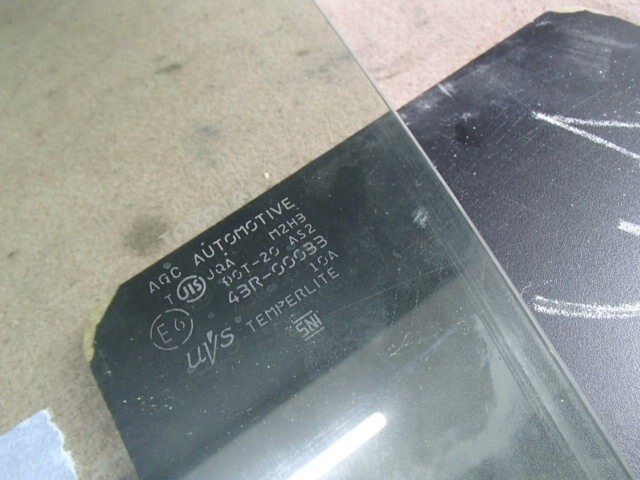 TOYOTA
AGC AUTOMOTIVE
T JIS JQA M2H3
DOT-20 AS2
43R-00033
E6 10A
UVS TEMPERLITE
SNI